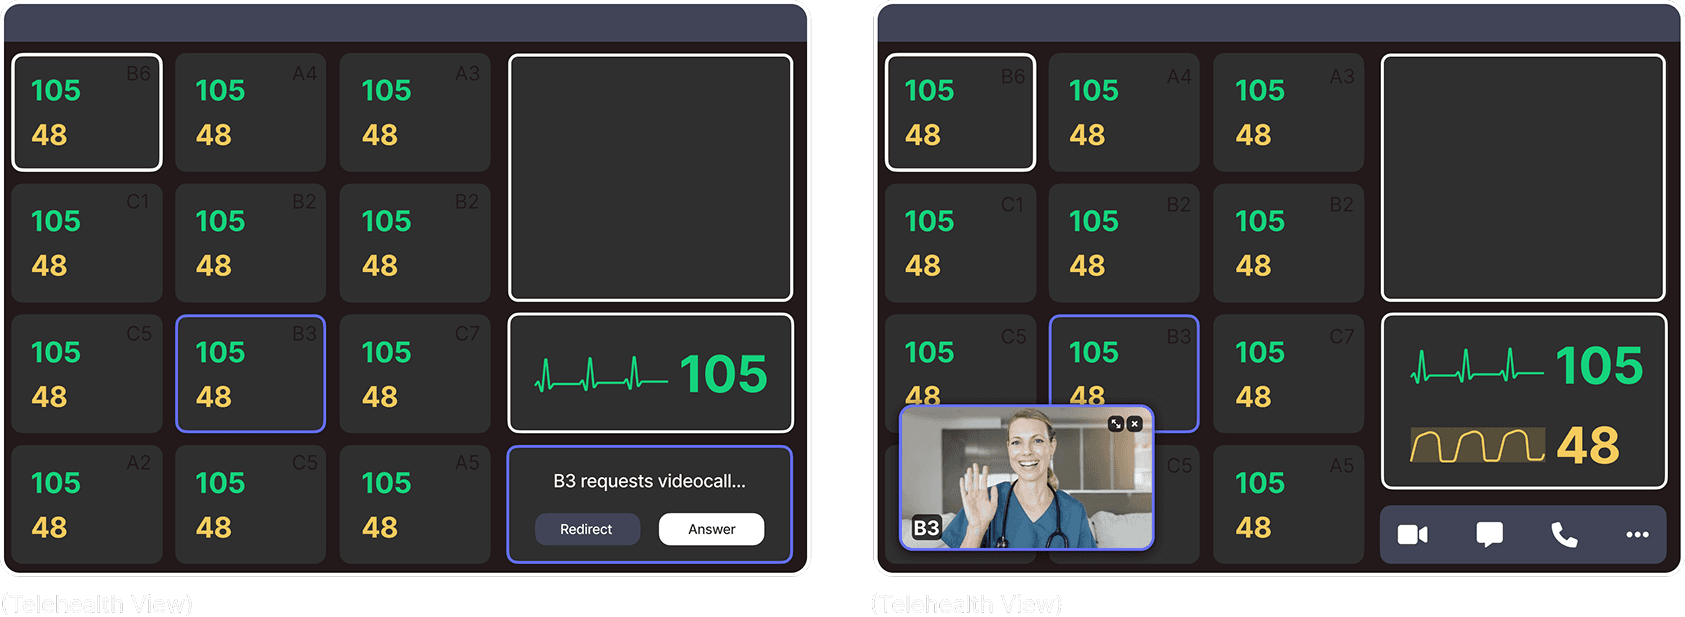 B6 A4 A3
105 105 105
48 48 48
C1 B2 B2
105 105 105
48 48 48
C5 B3 C7
105 105 105
48 48 48
105
A2 C5 A5
105 105 105
48 48 48
B3 requests videocall...
Redirect Answer
(Telehealth View)
B6 A4 A3
105 105 105
48 48 48
C1 B2 B2
105 105 105
48 48 48
C5 B3 C7
105 105 105
48 48 48
105
48
C5 A5
105
48
B3
(Telehealth View)